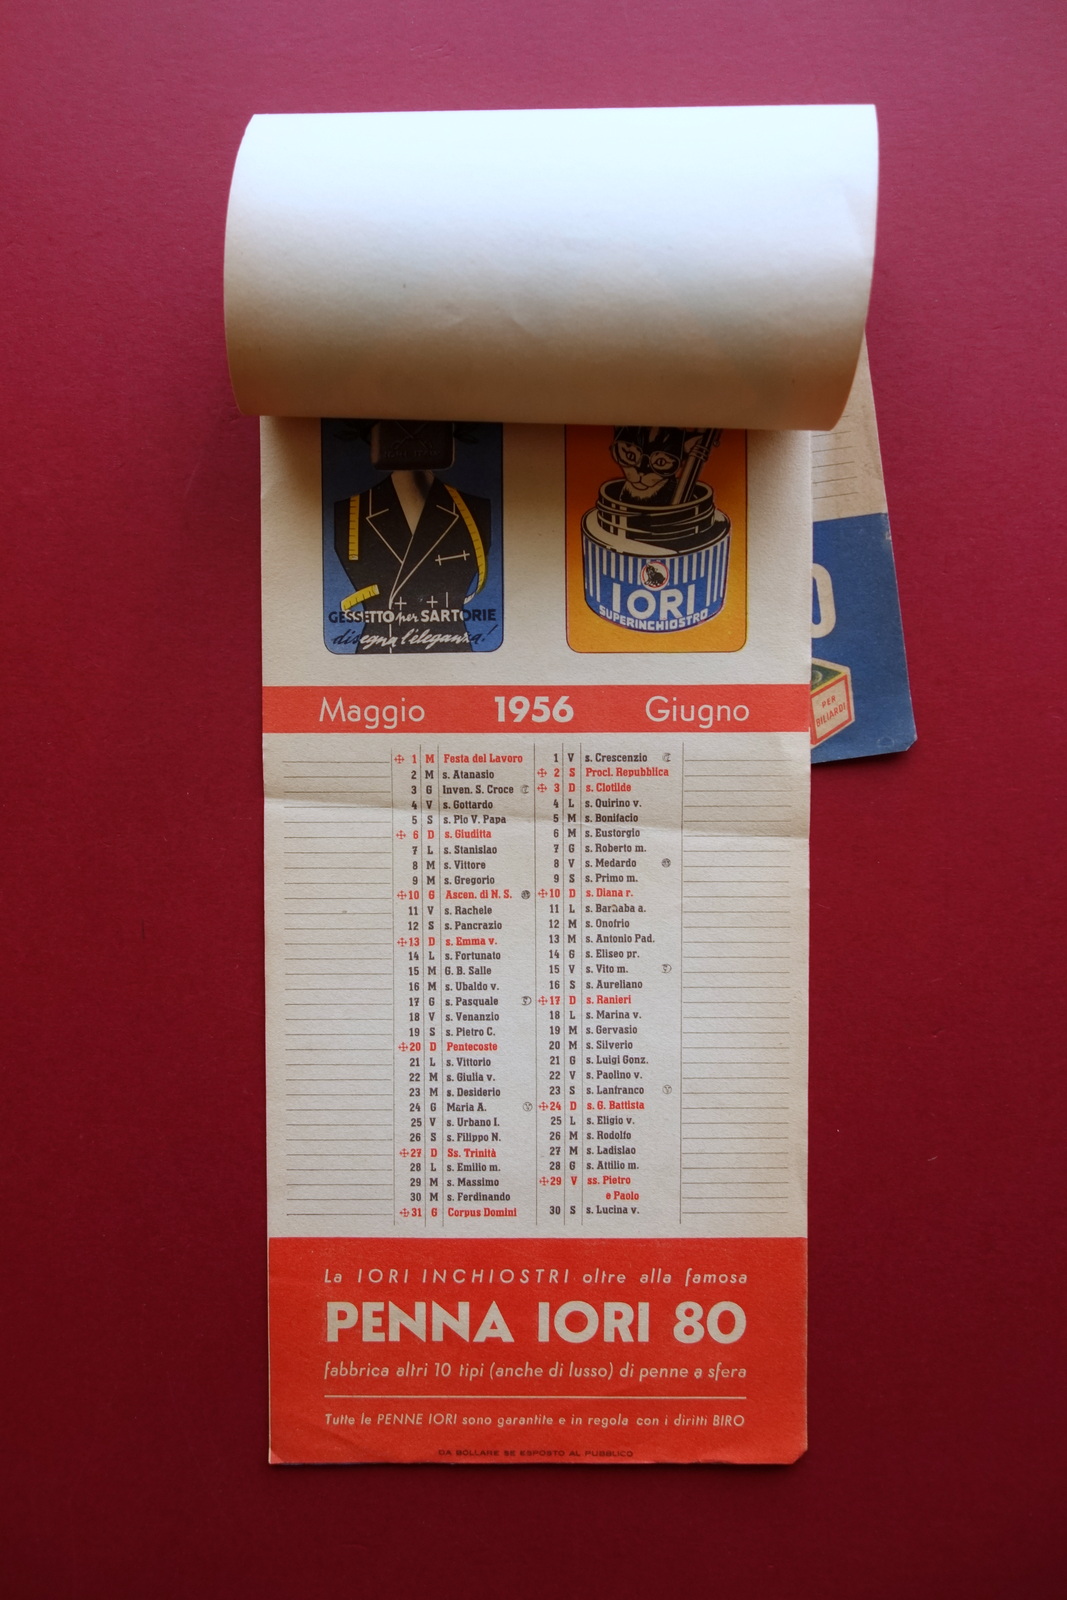 GESSETTO per SARTORIE
disegna l'eleganza!
IORI
SUPERINCHIOSTRO
O
PER
BILIARDI
Maggio 1956 Giugno
1 M Festa del Lavoro
2 M s. Atanasio
3 G Inven. S. Croce
4 V s. Gottardo
5 S s. Pio V. Papa
6 D s. Giuditta
7 L s. Stanislao
8 M s. Vittore
9 M s. Gregorio
10 G Ascen. di N. S.
11 V s. Rachele
12 S s. Pancrazio
13 D s. Emma v.
14 L s. Fortunato
15 M G. B. Salle
16 M s. Ubaldo v.
17 G s. Pasquale
18 V s. Venanzio
19 S s. Pietro C.
20 D Pentecoste
21 L s. Vittorio
22 M s. Giulia v.
23 M s. Desiderio
24 G Maria A.
25 V s. Urbano I.
26 S s. Filippo N.
27 D Ss. Trinità
28 L s. Emilio m.
29 M s. Massimo
30 M s. Ferdinando
31 G Corpus Domini
1 V s. Crescenzio
2 S Procl. Repubblica
3 D s. Clotilde
4 L s. Quirino v.
5 M s. Bonifacio
6 M s. Eustorgio
7 G s. Roberto m.
8 V s. Medardo
9 S s. Primo m.
10 D s. Diana r.
11 L s. Barnaba a.
12 M s. Onofrio
13 M s. Antonio Pad.
14 G s. Eliseo pr.
15 V s. Vito m.
16 S s. Aureliano
17 D s. Ranieri
18 L s. Marina v.
19 M s. Gervasio
20 M s. Silverio
21 G s. Luigi Gonz.
22 V s. Paolino v.
23 S s. Lanfranco
24 D s. G. Battista
25 L s. Eligio v.
26 M s. Rodolfo
27 M s. Ladislao
28 G s. Attilio m.
29 V ss. Pietro
e Paolo
30 S s. Lucina v.
La IORI INCHIOSTRI oltre alla famosa
PENNA IORI 80
fabbrica altri 10 tipi (anche di lusso) di penne a sfera
Tutte le PENNE IORI sono garantite e in regola con i diritti BIRO
DA BOLLARE SE ESPOSTO AL PUBBLICO